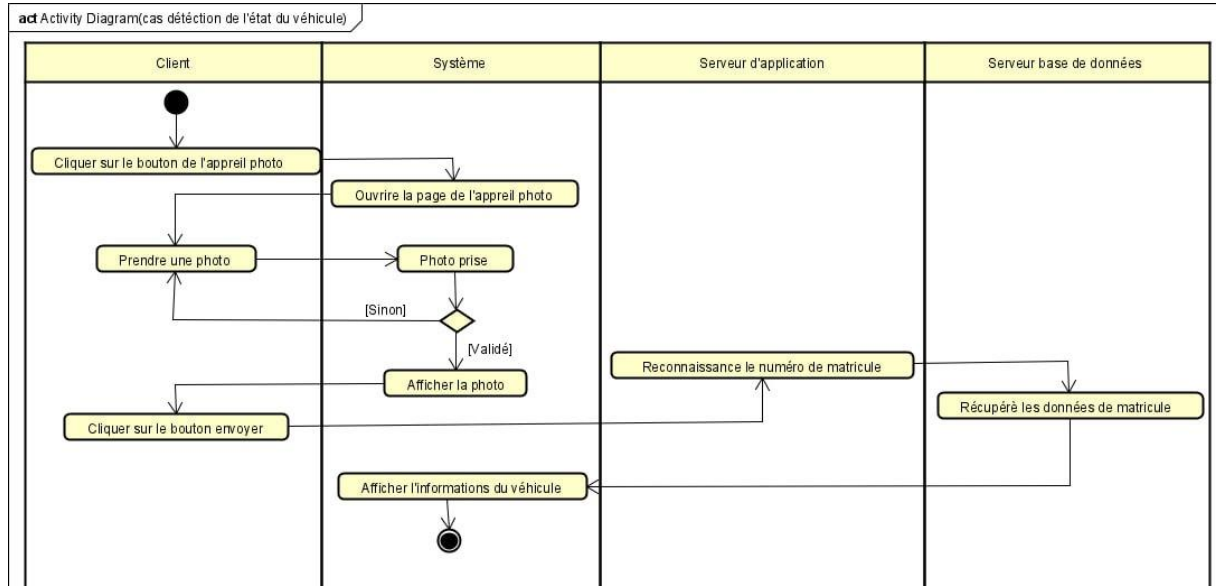 act Activity Diagram(cas détéction de l'état du véhicule)
Client
Système
Serveur d'application
Serveur base de données
Cliquer sur le bouton de l'appreil photo
Ouvrire la page de l'appreil photo
Prendre une photo
Photo prise
[Sinon]
[Validé]
Afficher la photo
Cliquer sur le bouton envoyer
Reconnaissance le numéro de matricule
Récupérè les données de matricule
Afficher l'informations du véhicule